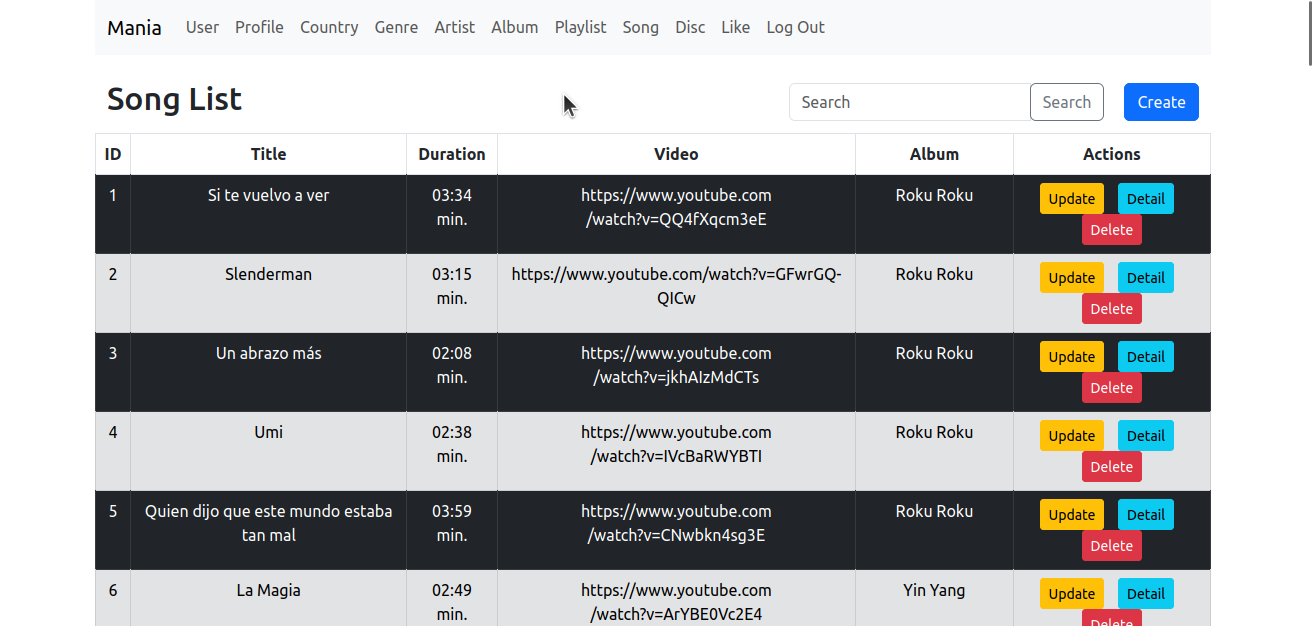 Mania User Profile Country Genre Artist Album Playlist Song Disc Like Log Out
Song List Search Search Create
ID Title Duration Video Album Actions
1 Si te vuelvo a ver 03:34 https://www.youtube.com Roku Roku Update Detail
min. /watch?v=QQ4fXqcm3eE Delete
2 Slenderman 03:15 https://www.youtube.com/watch?v=GFwrGQ- Roku Roku Update Detail
min. QICw Delete
3 Un abrazo más 02:08 https://www.youtube.com Roku Roku Update Detail
min. /watch?v=jkhAIzMdCTs Delete
4 Umi 02:38 https://www.youtube.com Roku Roku Update Detail
min. /watch?v=IVcBaRWYBTI Delete
5 Quien dijo que este mundo estaba 03:59 https://www.youtube.com Roku Roku Update Detail
tan mal min. /watch?v=CNwbkn4sg3E Delete
6 La Magia 02:49 https://www.youtube.com Yin Yang Update Detail
min. /watch?v=ArYBE0Vc2E4 Delete